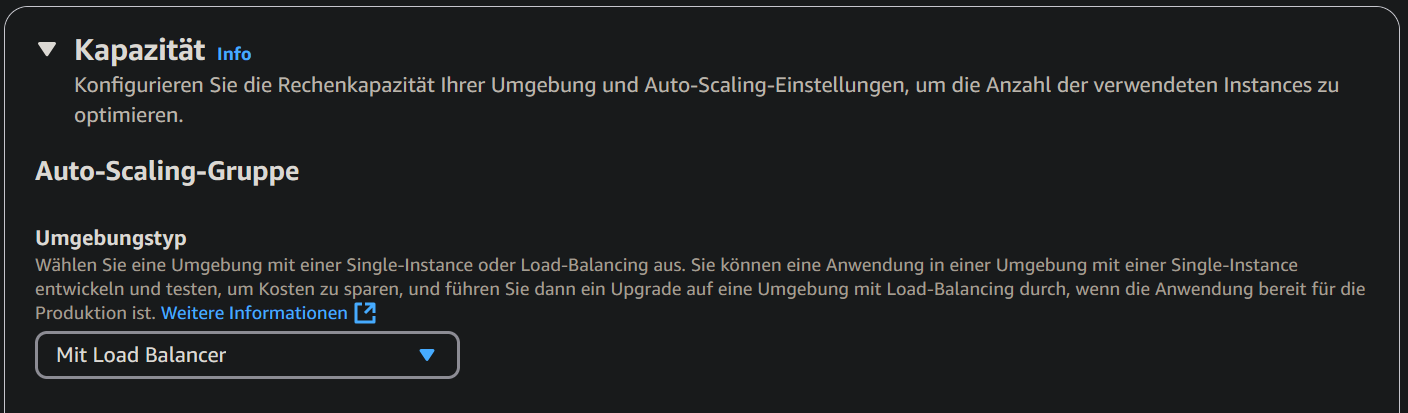 Kapazität Info
Konfigurieren Sie die Rechenkapazität Ihrer Umgebung und Auto-Scaling-Einstellungen, um die Anzahl der verwendeten Instances zu
optimieren.
Auto-Scaling-Gruppe
Umgebungstyp
Wählen Sie eine Umgebung mit einer Single-Instance oder Load-Balancing aus. Sie können eine Anwendung in einer Umgebung mit einer Single-Instance
entwickeln und testen, um Kosten zu sparen, und führen Sie dann ein Upgrade auf eine Umgebung mit Load-Balancing durch, wenn die Anwendung bereit für die
Produktion ist. Weitere Informationen
Mit Load Balancer